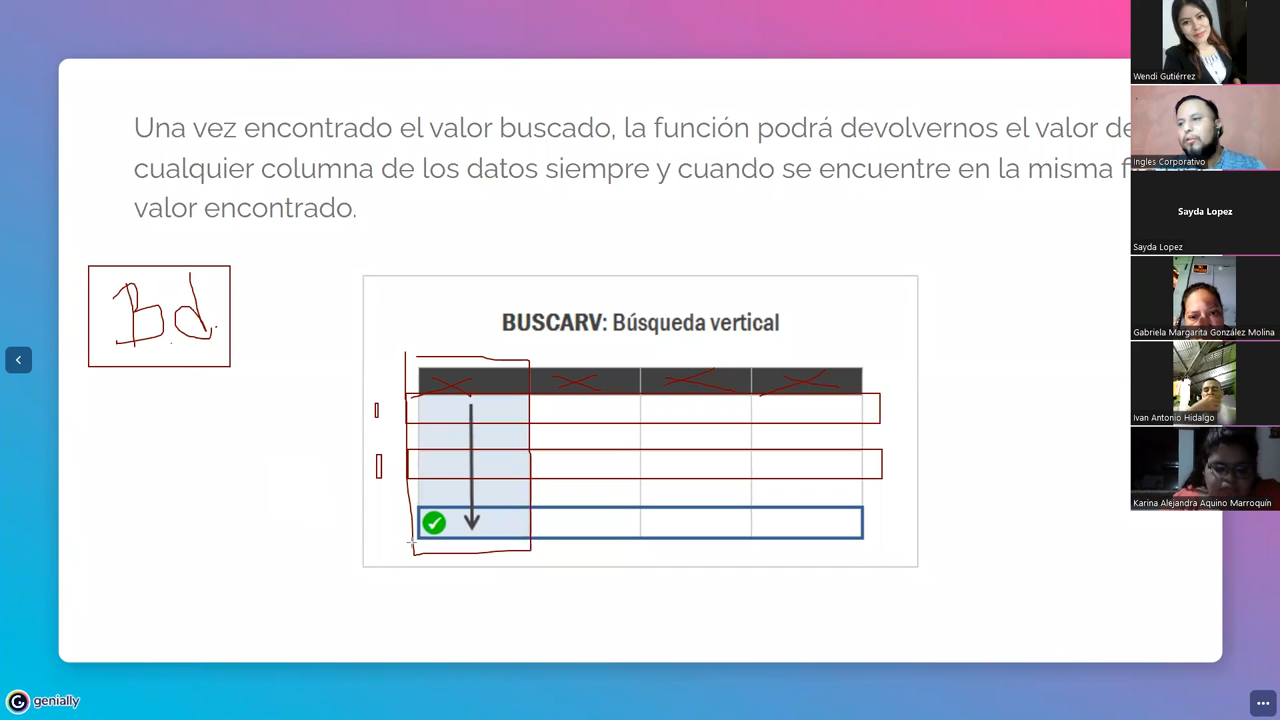 Una vez encontrado el valor buscado, la función podrá devolvernos el valor de
cualquier columna de los datos siempre y cuando se encuentre en la misma f
valor encontrado.
B.d.
BUSCARV: Búsqueda vertical
Wendi Gutiérrez
Ingles Corporativo
Sayda Lopez
Sayda Lopez
Gabriela Margarita González Molina
Ivan Antonio Hidalgo
Karina Alejandra Aquino Marroquín
genially